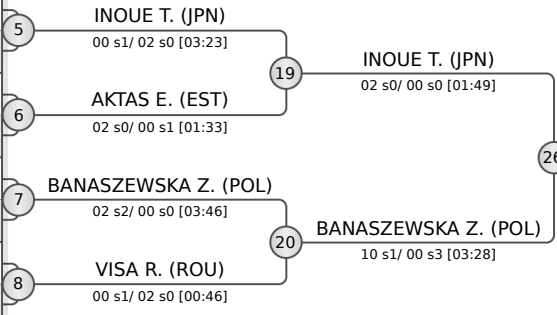 5
INOUE T. (JPN)
00 s1/ 02 s0 [03:23]
19
INOUE T. (JPN)
02 s0/ 00 s0 [01:49]
6
AKTAS E. (EST)
02 s0/ 00 s1 [01:33]
26
7
BANASZEWSKA Z. (POL)
02 s2/ 00 s0 [03:46]
20
BANASZEWSKA Z. (POL)
10 s1/ 00 s3 [03:28]
8
VISA R. (ROU)
00 s1/ 02 s0 [00:46]